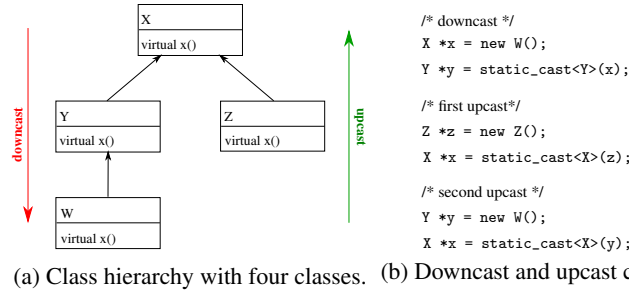 X
virtual x()
Y
virtual x()
Z
virtual x()
W
virtual x()
downcast
upcast
(a) Class hierarchy with four classes.
/* downcast */
X *x = new W();
Y *y = static_cast<Y>(x);
/* first upcast*/
Z *z = new Z();
X *x = static_cast<X>(z);
/* second upcast */
Y *y = new W();
X *x = static_cast<X>(y);
(b) Downcast and upcast